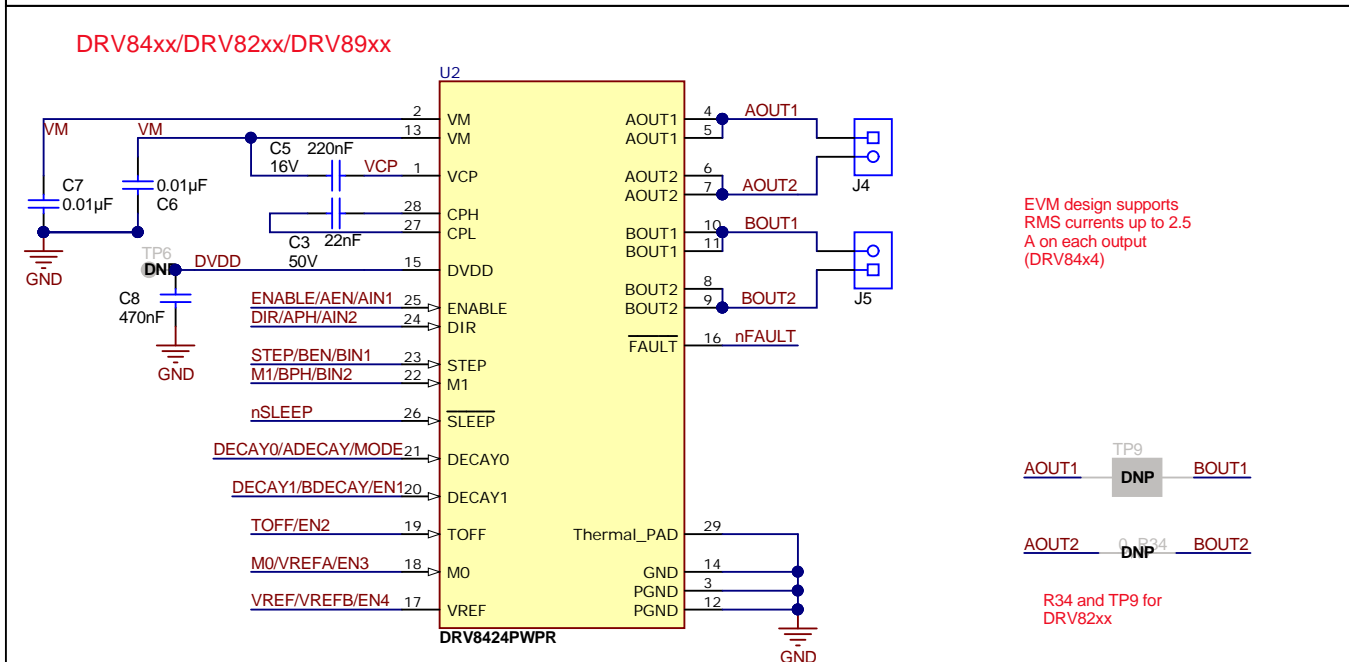 DRV84xx/DRV82xx/DRV89xx
U2
VM
VM
C7
0.01µF
0.01µF
C6
GND
C5 220nF
16V
VCP
C3 22nF
50V
TP6
DNP
DVDD
C8
470nF
GND
ENABLE/AEN/AIN1
DIR/APH/AIN2
STEP/BEN/BIN1
M1/BPH/BIN2
nSLEEP
DECAY0/ADECAY/MODE
DECAY1/BDECAY/EN1
TOFF/EN2
M0/VREFA/EN3
VREF/VREFB/EN4
2 VM
13 VM
1 VCP
28 CPH
27 CPL
15 DVDD
25 ENABLE
24 DIR
23 STEP
22 M1
26 SLEEP
21 DECAY0
20 DECAY1
19 TOFF
18 M0
17 VREF
AOUT1 4 AOUT1
AOUT1 5
AOUT2 6
AOUT2 7 AOUT2
BOUT1 10 BOUT1
BOUT1 11
BOUT2 8
BOUT2 9 BOUT2
FAULT 16 nFAULT
Thermal_PAD 29
GND 14
PGND 3
PGND 12
GND
DRV8424PWPR
J4
J5
EVM design supports
RMS currents up to 2.5
A on each output
(DRV84x4)
TP9
AOUT1 DNP BOUT1
AOUT2 0 R34 DNP BOUT2
R34 and TP9 for
DRV82xx